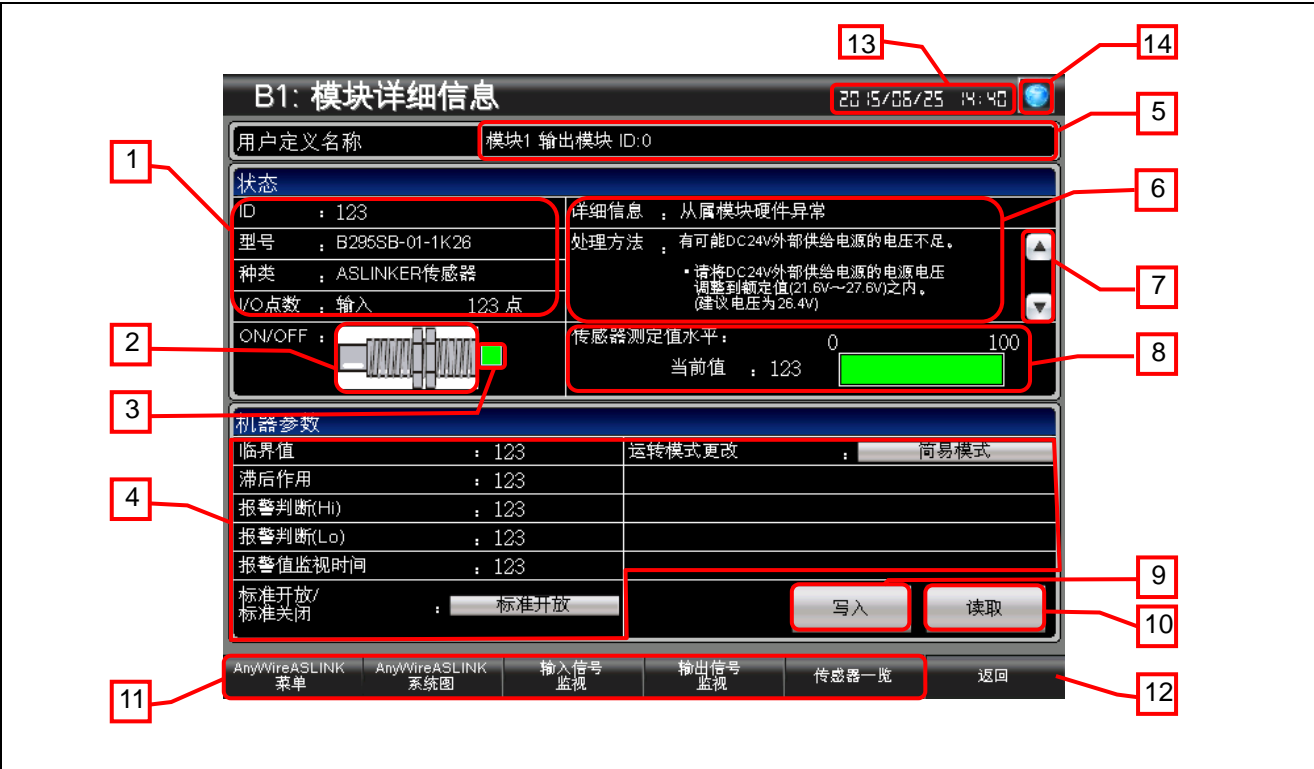 13
14
B1: 模块详细信息
2015/06/25 14:40
5
用户定义名称
模块1 输出模块 ID:0
1
状态
6
ID : 123
详细信息 : 从属模块硬件异常
型号 : B295SB-01-1K26
处理方法 : 有可能DC24V外部供给电源的电压不足。
种类 : ASLINKER传感器
・请将DC24V外部供给电源的电源电压
调整到额定值(21.6V～27.6V)之内。
(建议电压为26.4V)
7
I/O点数 : 输入 123 点
2
ON/OFF :
传感器测定值水平:
0
100
8
当前值 : 123
3
机器参数
临界值 : 123
运转模式更改 : 简易模式
滞后作用 : 123
4
报警判断(Hi) : 123
报警判断(Lo) : 123
报警值监视时间 : 123
9
标准开放/
标准关闭
: 标准开放
写入
读取
10
AnyWireASLINK
菜单
AnyWireASLINK
系统图
输入信号
监视
输出信号
监视
传感器一览
返回
11
12